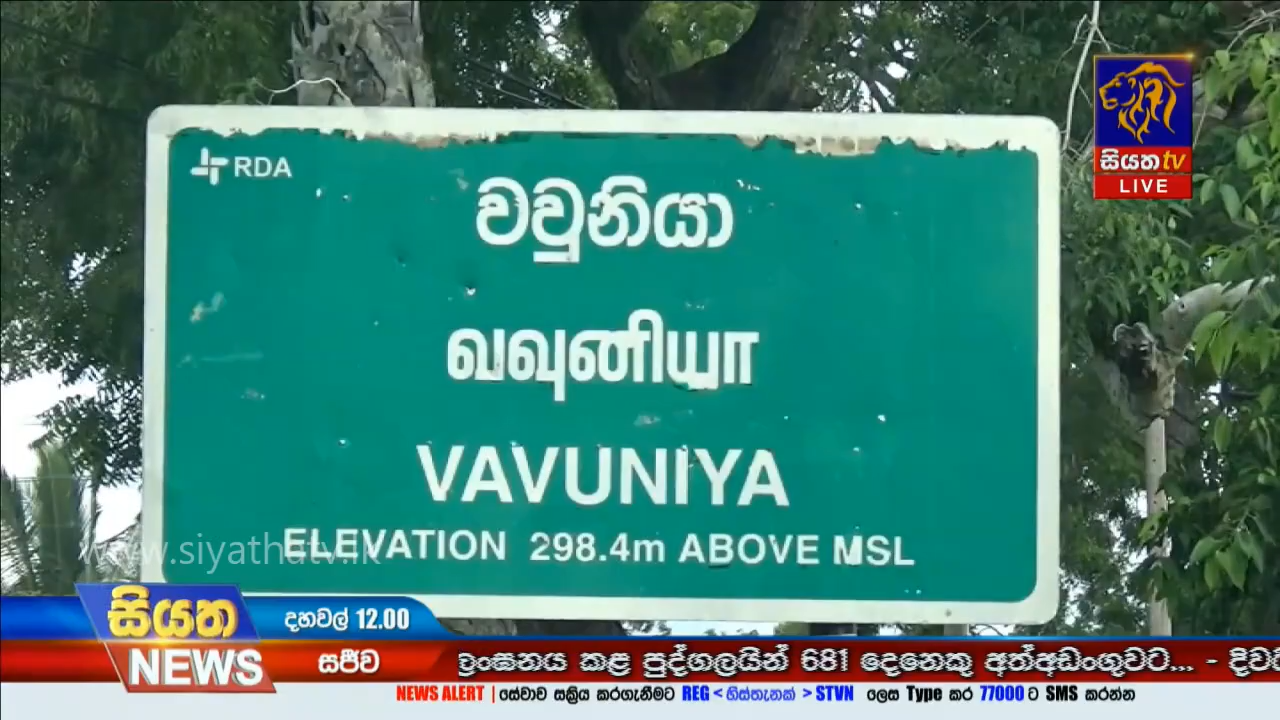 RDA
වවුනියා
வவுனியா
VAVUNIYA
ELEVATION 298.4m ABOVE MSL
සියත tv
LIVE
www.siyathatv.lk
සියත
NEWS
දහවල් 12.00
සජීව
කළ පුද්ගලයින් 681 දෙනෙකු අත්අඩංගුවට... -
NEWS ALERT | සේවාව සක්‍රිය කරගැනීමට REG < හිස්තැනක් > STVN ලෙස Type කර 77000 ට SMS කරන්න